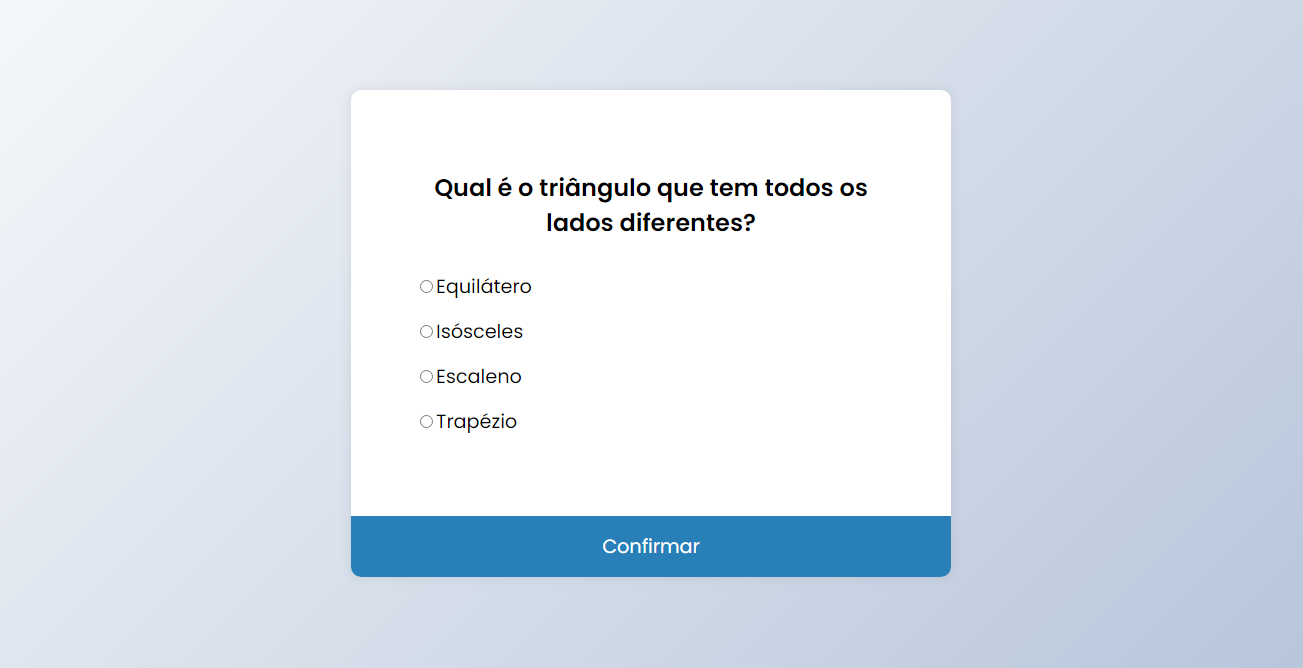 Qual é o triângulo que tem todos os
lados diferentes?
Equilátero
Isósceles
Escaleno
Trapézio
Confirmar